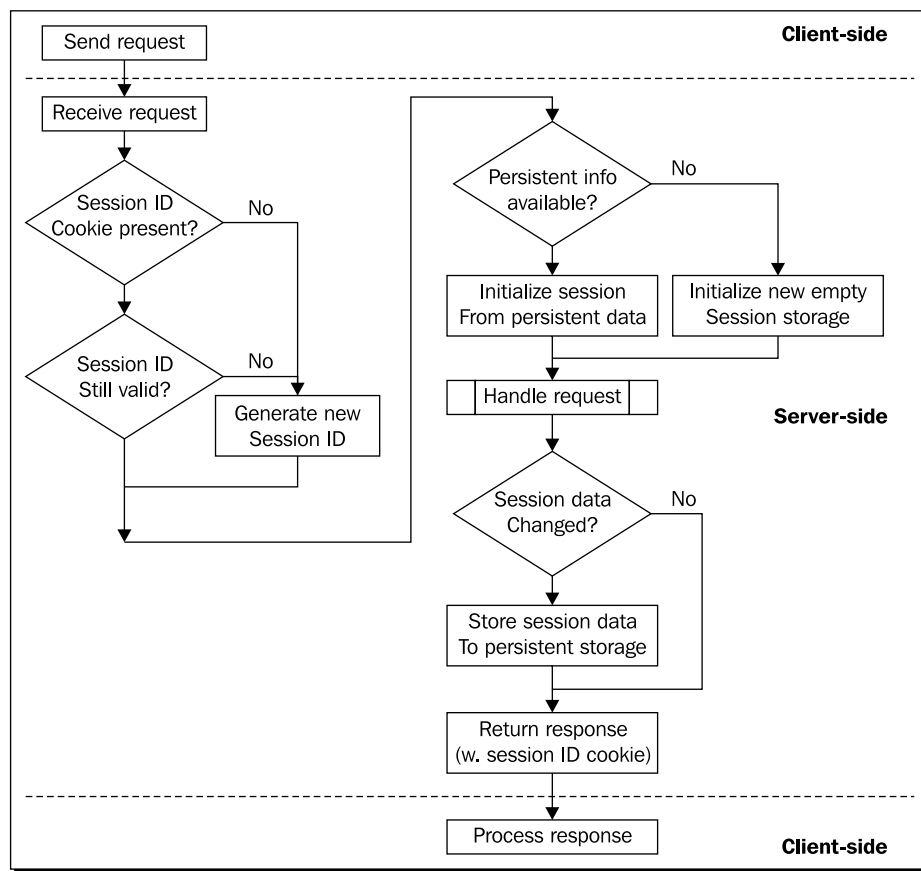 Send request
Client-side
Receive request
Session ID
Cookie present?
No
Session ID
Still valid?
No
Generate new
Session ID
Persistent info
available?
No
Initialize session
From persistent data
Initialize new empty
Session storage
Handle request
Server-side
Session data
Changed?
No
Store session data
To persistent storage
Return response
(w. session ID cookie)
Process response
Client-side